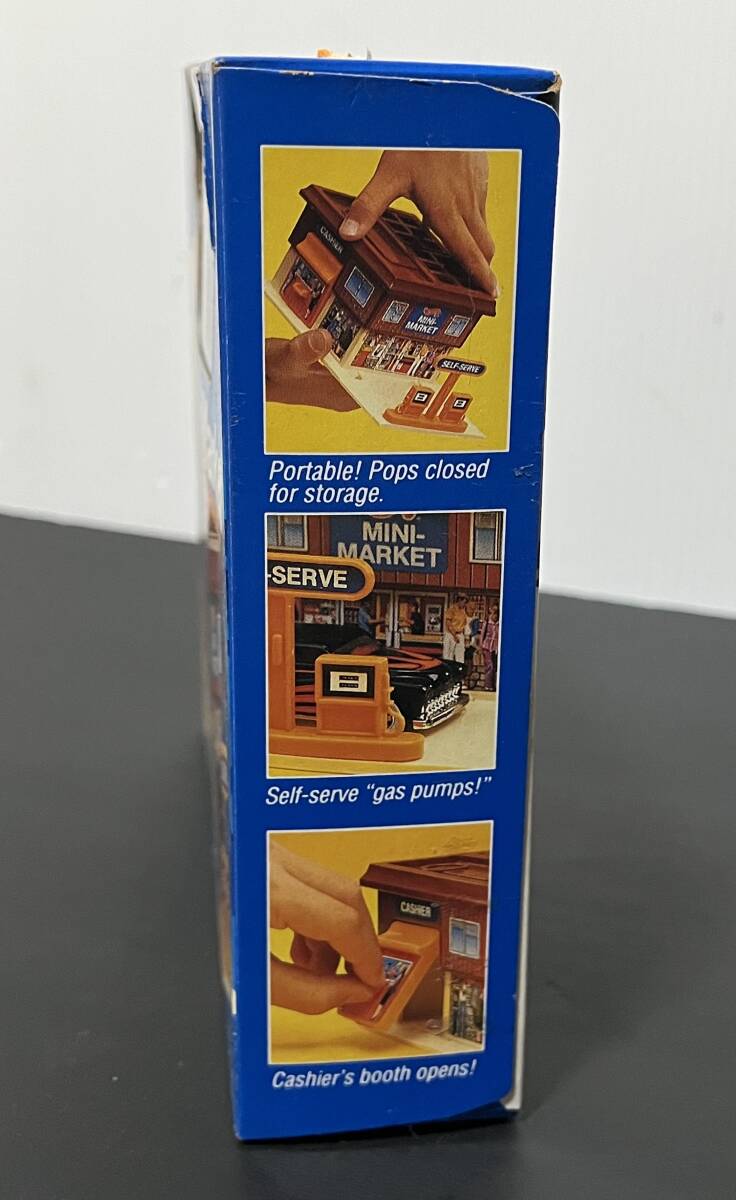 CASHIER
MINI-
MARKET
SELF-SERVE
Portable! Pops closed
for storage.
MINI-
MARKET
-SERVE
Self-serve “gas pumps!”
CASHIER
Cashier's booth opens!